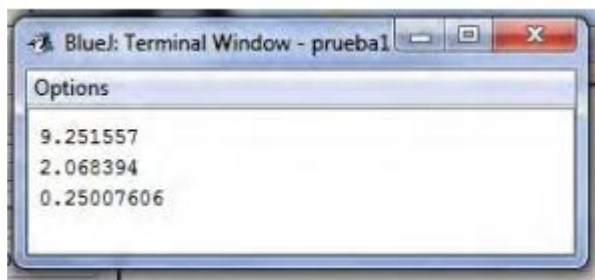 BlueJ: Terminal Window - prueba1
Options
9.251557
2.068394
0.25007606